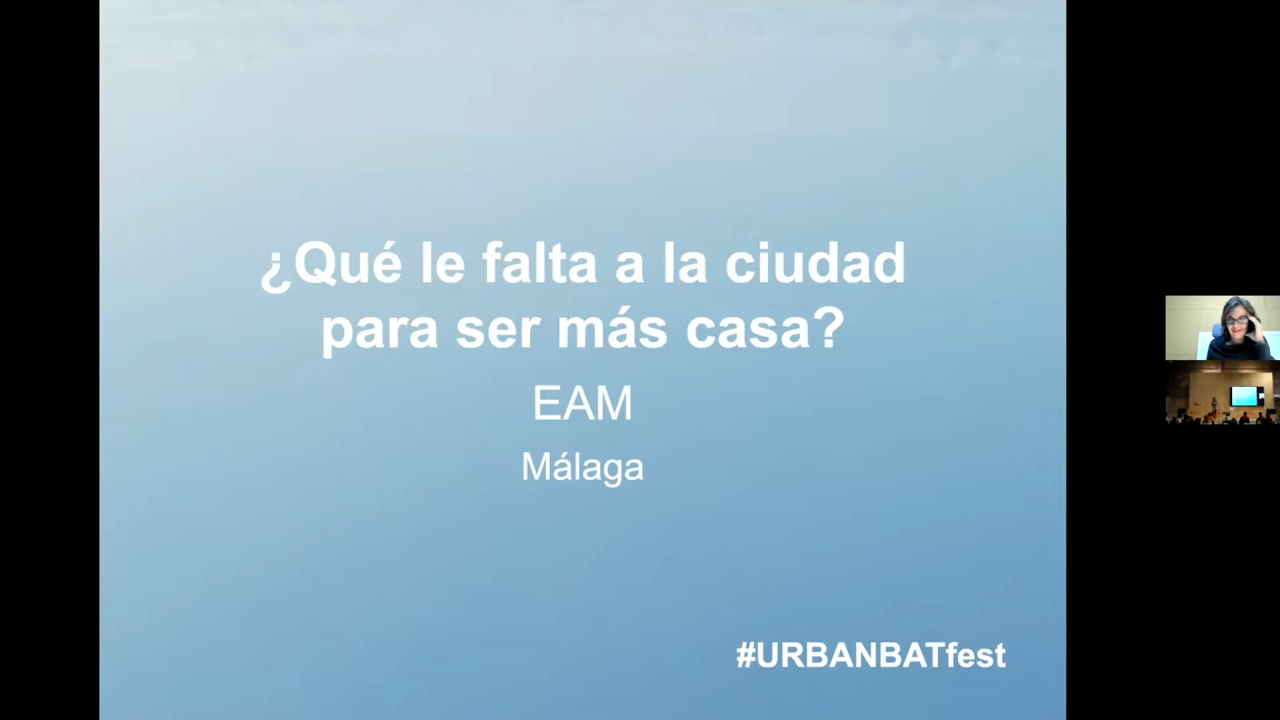 ¿Qué le falta a la ciudad
para ser más casa?
EAM
Málaga
#URBANBATfest